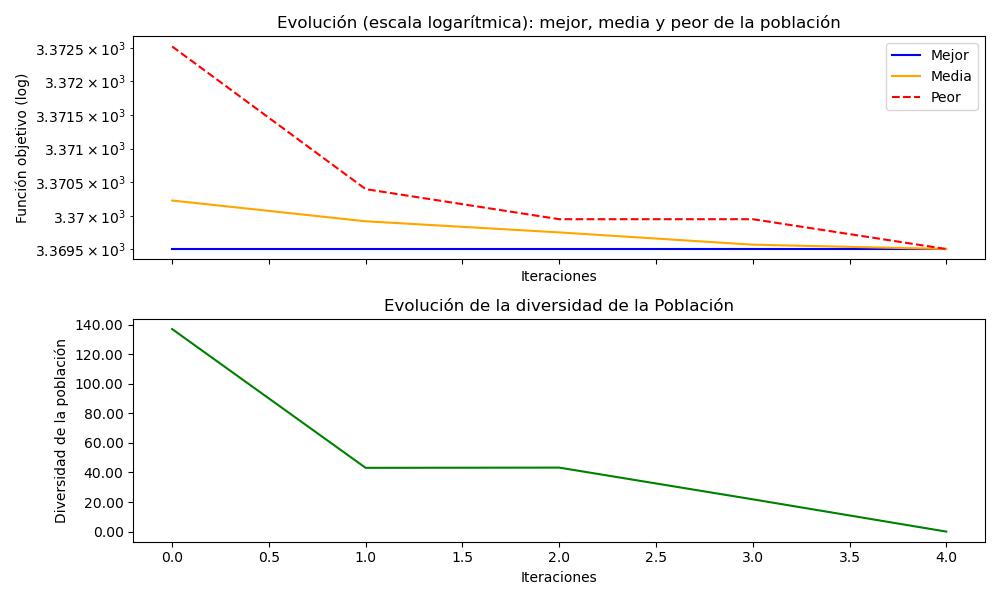 Evolución (escala logarítmica): mejor, media y peor de la población
3.3725 × 10³
3.372 × 10³
3.3715 × 10³
3.371 × 10³
3.3705 × 10³
3.37 × 10³
3.3695 × 10³
Función objetivo (log)
Mejor
Media
Peor
Iteraciones
Evolución de la diversidad de la Población
140.00
120.00
100.00
80.00
60.00
40.00
20.00
0.00
Diversidad de la población
0.0 0.5 1.0 1.5 2.0 2.5 3.0 3.5 4.0
Iteraciones